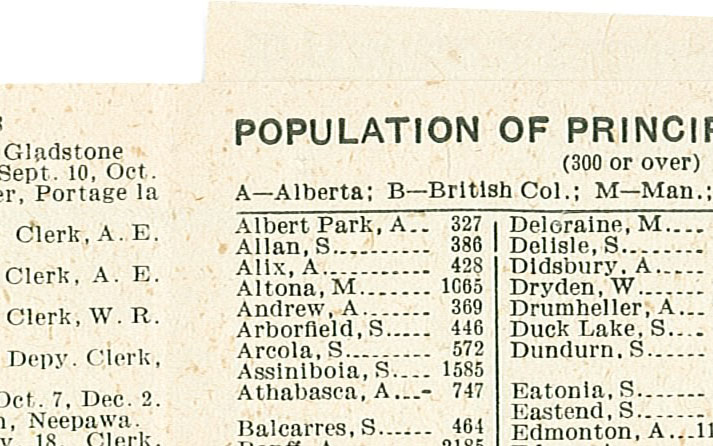 Gladstone
Sept. 10, Oct.
Portage la
Clerk, A. E.
Clerk, A. E.
Clerk, W. R.
Depy. Clerk,
Oct. 7, Dec. 2.
Neepawa.
18. Clerk.
POPULATION OF
(300 or over)
A—Alberta; B—British Col.; M—Man.;
Albert Park, A.. 327
Allan, S.......... 386
Alix, A........... 428
Altona, M....... 1065
Andrew, A....... 369
Arborfield, S..... 446
Arcola, S......... 572
Assiniboia, S.... 1585
Athabasca, A...- 747
Balcarres, S...... 464
Deloraine, M....
Delisle, S........
Didsbury, A.....
Dryden, W......
Drumheller, A...
Duck Lake, S....
Dundurn, S......
Eatonia, S.......
Eastend, S.......
Edmonton, A...11